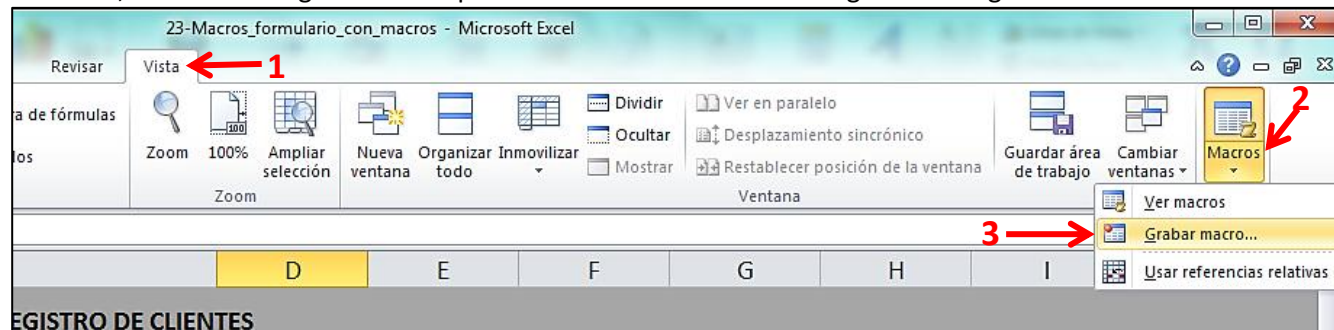 23-Macros_formulario_con_macros - Microsoft Excel
Revisar Vista 1
2
ra de fórmulas
los
Zoom 100% Ampliar selección
Zoom
Nueva ventana Organizar todo Inmovilizar
Dividir
Ocultar
Mostrar
Ver en paralelo
Desplazamiento sincrónico
Restablecer posición de la ventana
Ventana
Guardar área de trabajo Cambiar ventanas Macros
Ver macros
3 Grabar macro...
Usar referencias relativas
D E F G H I
EGISTRO DE CLIENTES